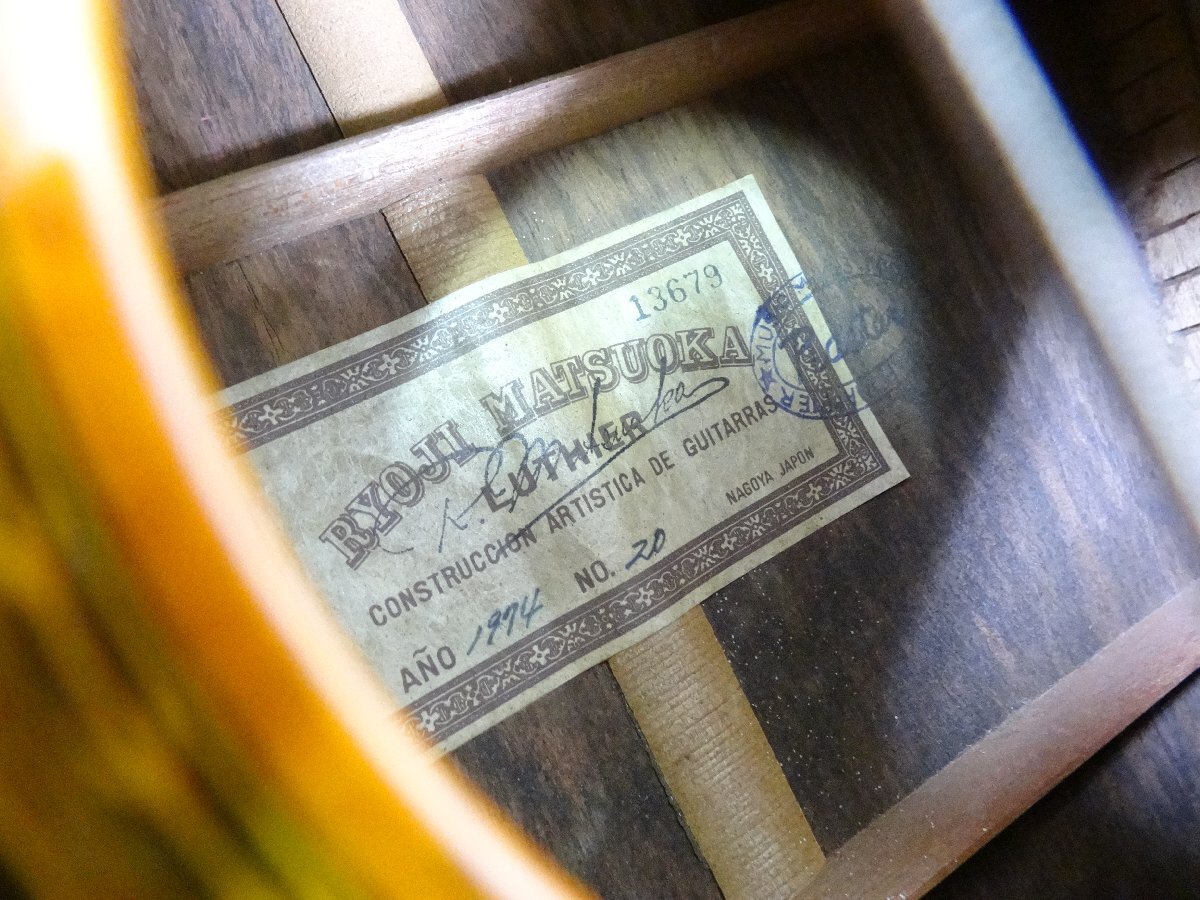 13679
RYOJI MATSUOKA
LUTHIER
CONSTRUCCION ARTISTICA DE GUITARRAS
NAGOYA JAPON
AÑO 1974 NO. 20